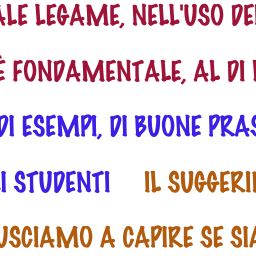 ALE LEGAME, NELL'USO DE
È FONDAMENTALE, AL DI
DI ESEMPI, DI BUONE PRAS
I STUDENTI IL SUGGERI
USCIAMO A CAPIRE SE SIA